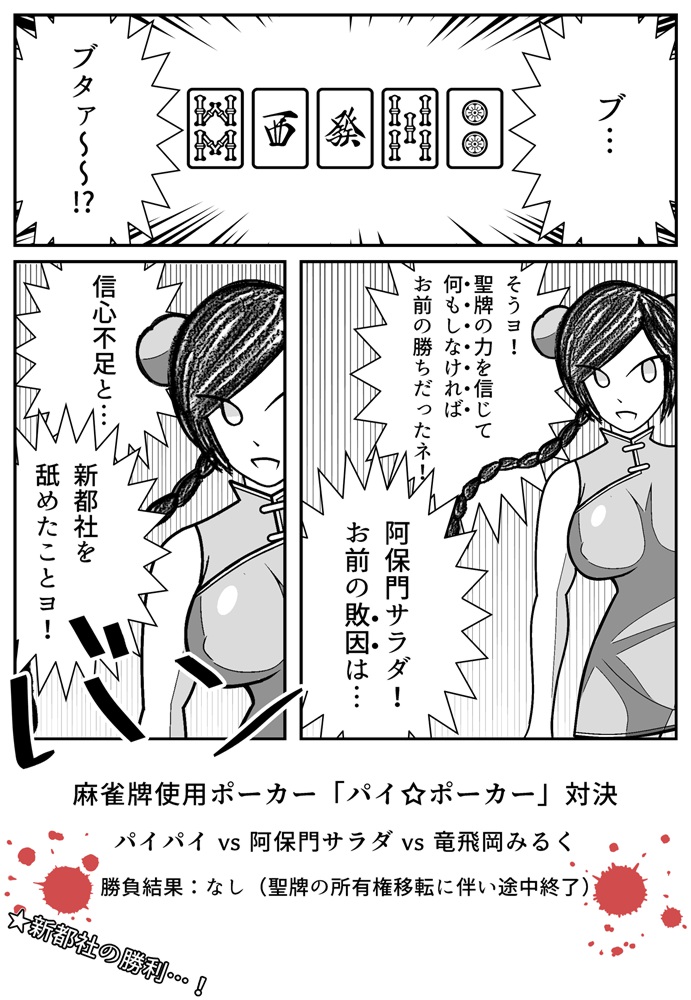 ブ…
發
西
ブタァ〜〜!?
そうヨ！
聖牌の力を信じて
何もしなければ
お前の勝ちだったネ！
阿保門サラダ！
お前の敗因は…
信心不足と…
新都社を
舐めたことヨ！
バン
麻雀牌使用ポーカー「パイ☆ポーカー」対決
パイパイ vs 阿保門サラダ vs 竜飛岡みるく
勝負結果：なし（聖牌の所有権移転に伴い途中終了）
★新都社の勝利…！